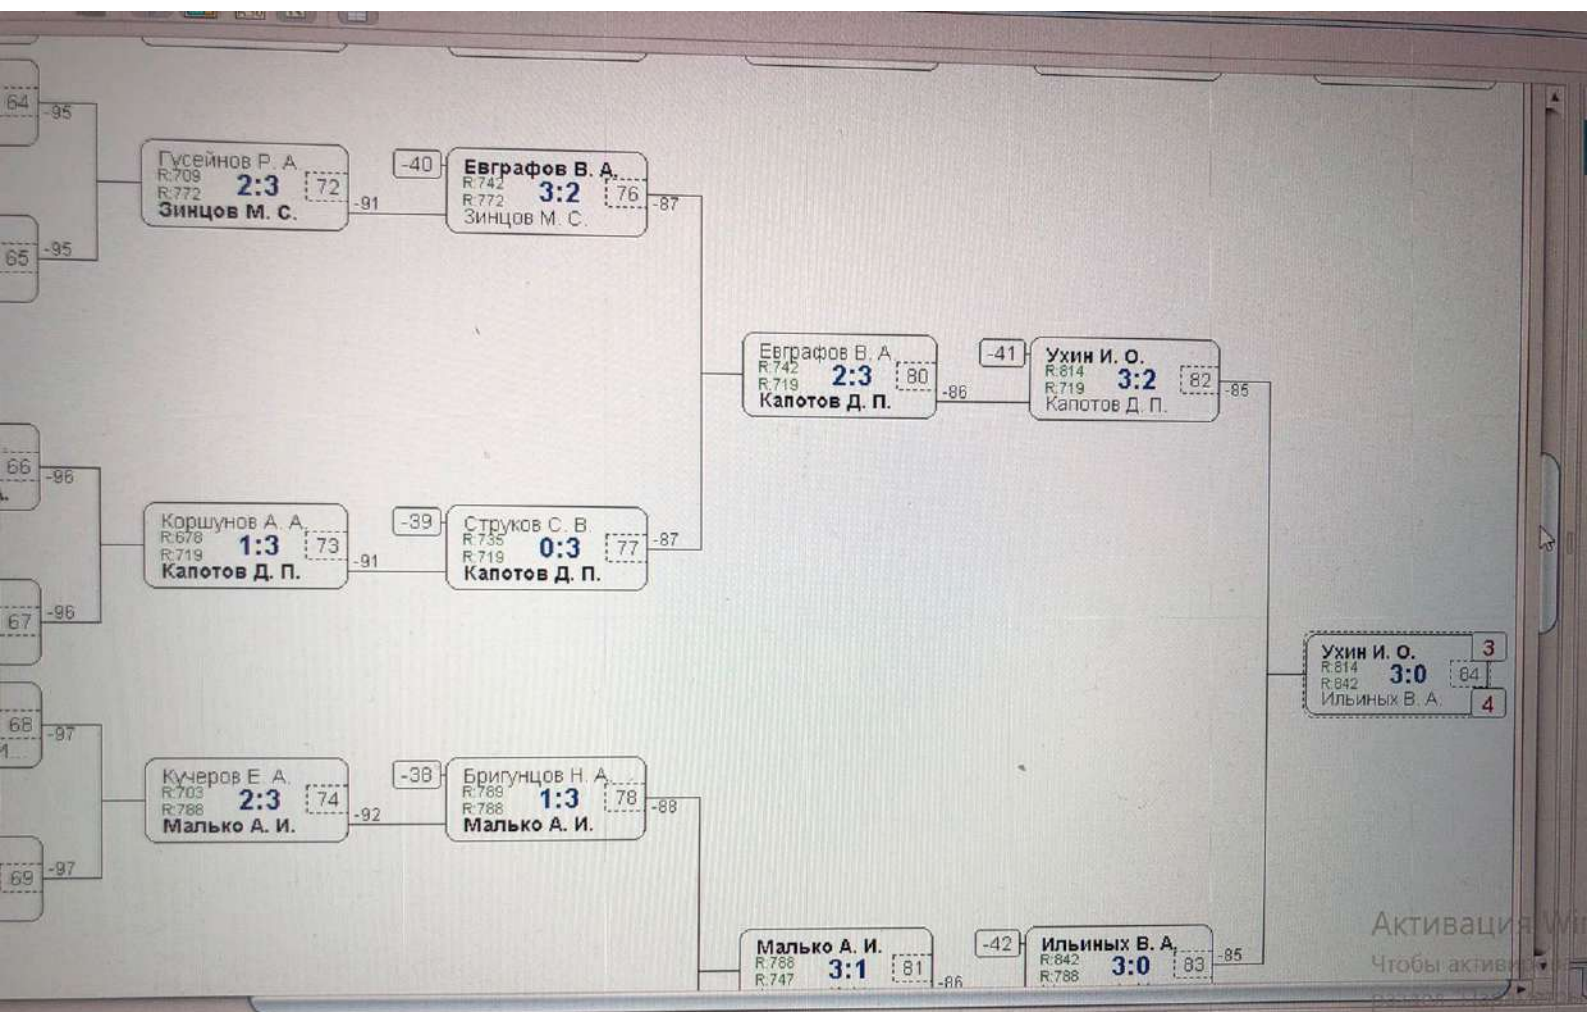 64
-95
65
-95
66
-96
67
-96
68
-97
69
-97
Гусейнов Р. А.
R:709
2:3
72
R:772
Зинцов М. С.
-91
-40
Евграфов В. А.
R:742
3:2
76
R:772
Зинцов М. С.
-87
Коршунов А. А.
R:678
1:3
73
R:719
Капотов Д. П.
-91
-39
Струков С. В.
R:735
0:3
77
R:719
Капотов Д. П.
-87
Кучеров Е. А.
R:703
2:3
74
R:788
Малько А. И.
-92
-38
Бригунцов Н. А.
R:789
1:3
78
R:788
Малько А. И.
-88
Евграфов В. А.
R:742
2:3
80
R:719
Капотов Д. П.
-86
-41
Ухин И. О.
R:814
3:2
82
R:719
Капотов Д. П.
-85
Малько А. И.
R:788
3:1
81
R:747
-86
-42
Ильиных В. А.
R:842
3:0
83
R:788
-85
Ухин И. О.
3
R:814
3:0
84
R:842
Ильиных В. А.
4
Активация Wi
Чтобы